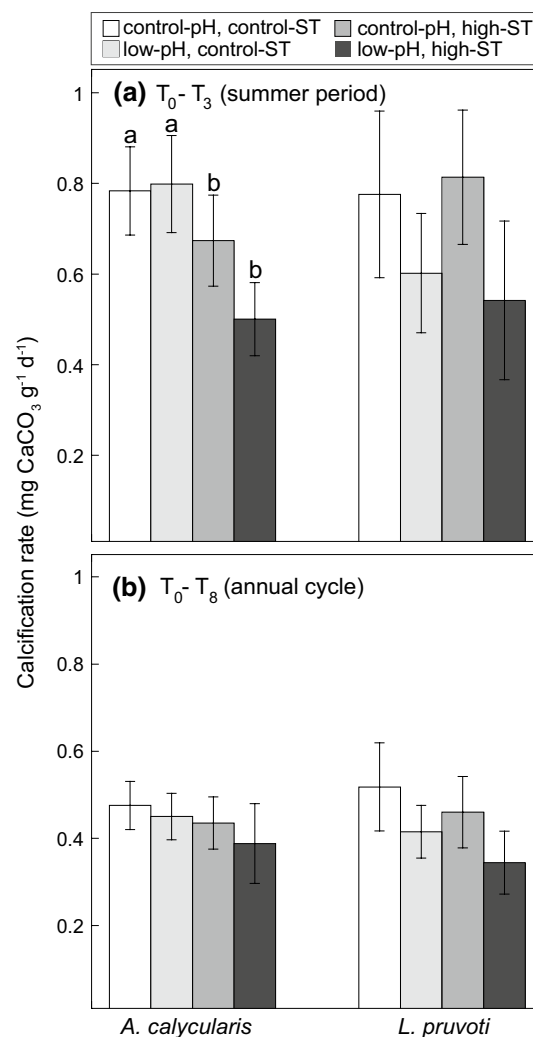 control-pH, control-ST control-pH, high-ST
low-pH, control-ST low-pH, high-ST
(a) T₀- T₃ (summer period)
1
a a
b
0.8
b
0.6
0.4
0.2
Calcification rate (mg CaCO₃ g⁻¹ d⁻¹)
(b) T₀- T₈ (annual cycle)
1
0.8
0.6
0.4
0.2
A. calycularis L. pruvoti